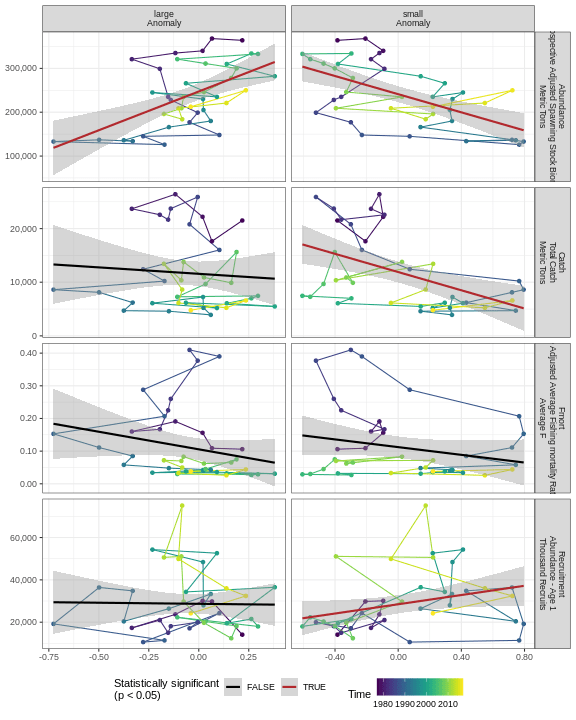 large
Anomaly
small
Anomaly
300,000
200,000
100,000
Abundance
Adjusted Spawning Stock
Metric Tons
20,000
10,000
0
Catch
Total Catch
Metric Tons
0.40
0.30
0.20
0.10
0.00
Fmort
Adjusted Average Fishing mortality
Average F
60,000
40,000
20,000
Recruitment
Abundance - Age 1
Thousand Recruits
-0.75 -0.50 -0.25 0.00 0.25
-0.40 0.00 0.40 0.80
Statistically significant
(p < 0.05)
FALSE TRUE
Time
1980 1990 2000 2010